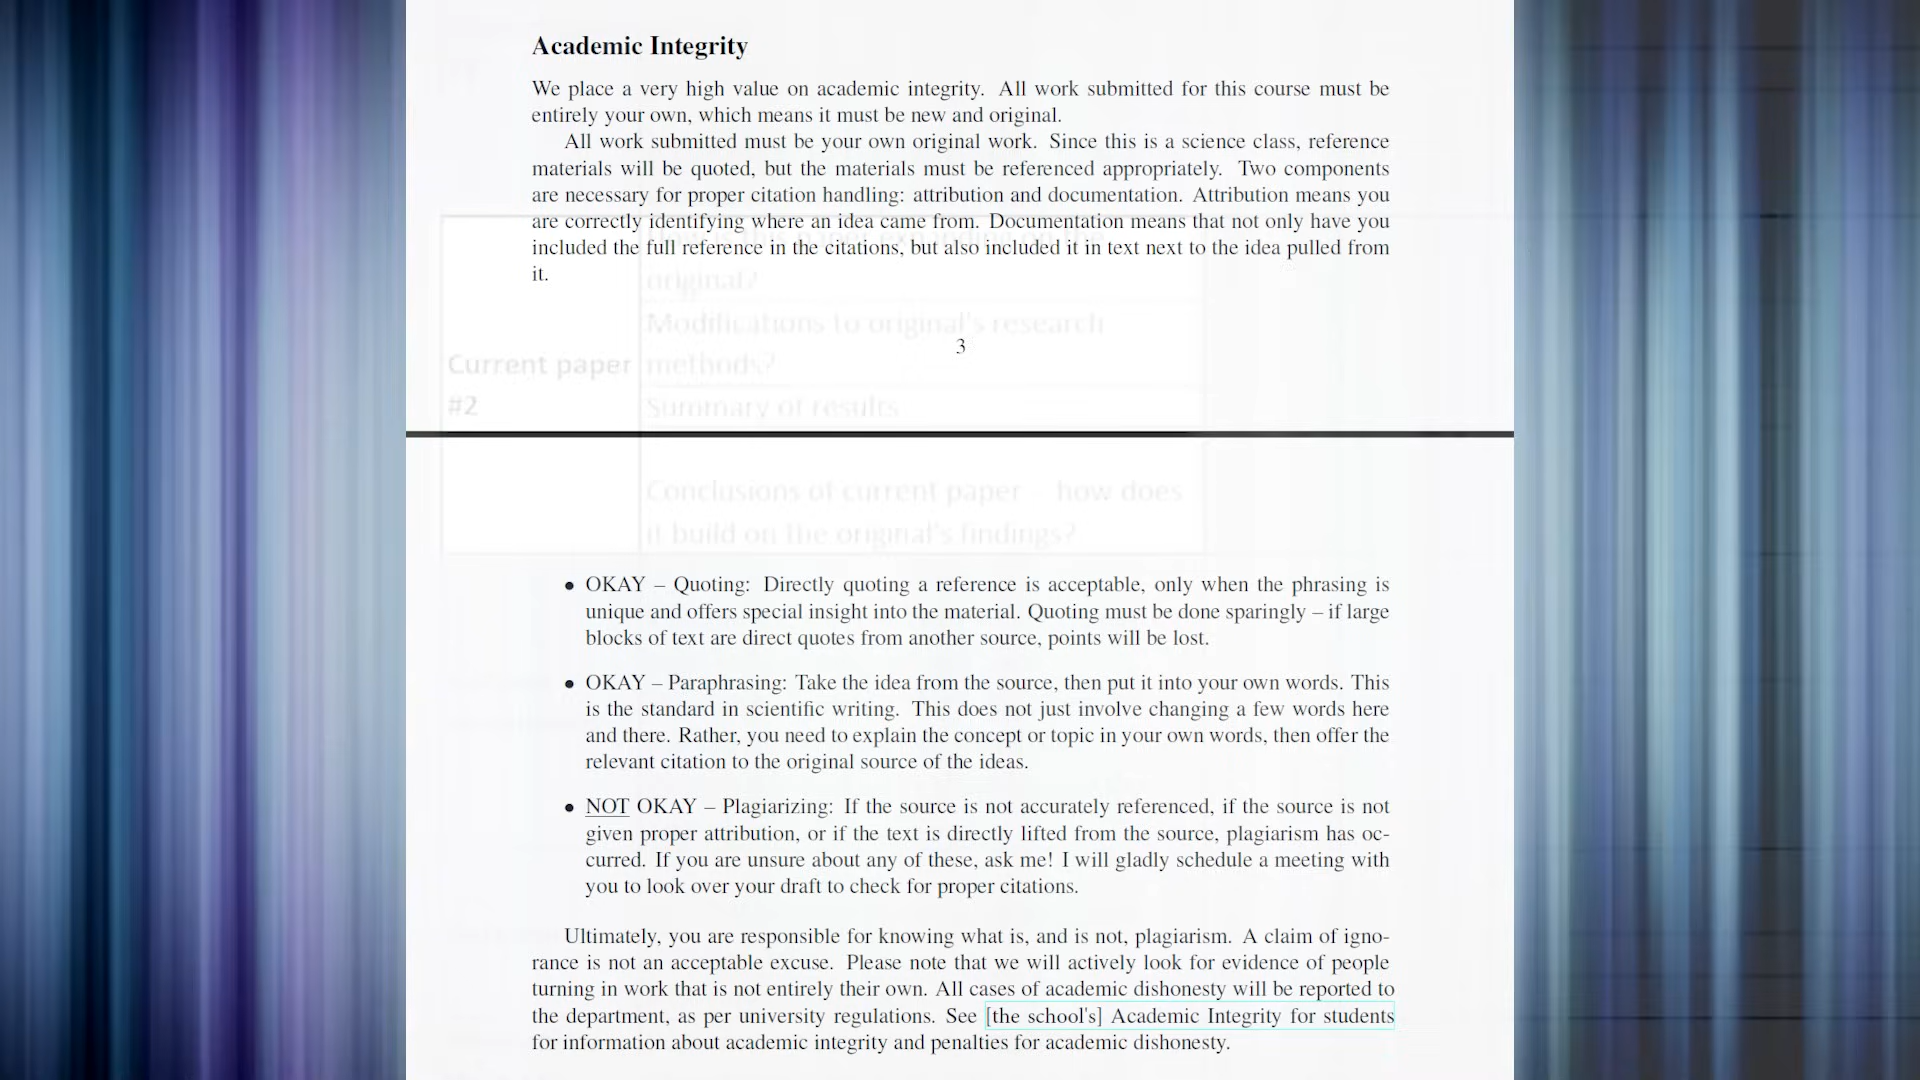 Academic Integrity
We place a very high value on academic integrity. All work submitted for this course must be
entirely your own, which means it must be new and original.
All work submitted must be your own original work. Since this is a science class, reference
materials will be quoted, but the materials must be referenced appropriately. Two components
are necessary for proper citation handling: attribution and documentation. Attribution means you
are correctly identifying where an idea came from. Documentation means that not only have you
included the full reference in the citations, but also included it in text next to the idea pulled from
it.
original?
Modifications to original's research
methods?
3
Current paper
#2
Summary of results
Conclusions of current paper - how does
it build on the original's findings?
• OKAY – Quoting: Directly quoting a reference is acceptable, only when the phrasing is
unique and offers special insight into the material. Quoting must be done sparingly – if large
blocks of text are direct quotes from another source, points will be lost.
• OKAY – Paraphrasing: Take the idea from the source, then put it into your own words. This
is the standard in scientific writing. This does not just involve changing a few words here
and there. Rather, you need to explain the concept or topic in your own words, then offer the
relevant citation to the original source of the ideas.
• NOT OKAY – Plagiarizing: If the source is not accurately referenced, if the source is not
given proper attribution, or if the text is directly lifted from the source, plagiarism has oc-
curred. If you are unsure about any of these, ask me! I will gladly schedule a meeting with
you to look over your draft to check for proper citations.
Ultimately, you are responsible for knowing what is, and is not, plagiarism. A claim of igno-
rance is not an acceptable excuse. Please note that we will actively look for evidence of people
turning in work that is not entirely their own. All cases of academic dishonesty will be reported to
the department, as per university regulations. See [the school's] Academic Integrity for students
for information about academic integrity and penalties for academic dishonesty.